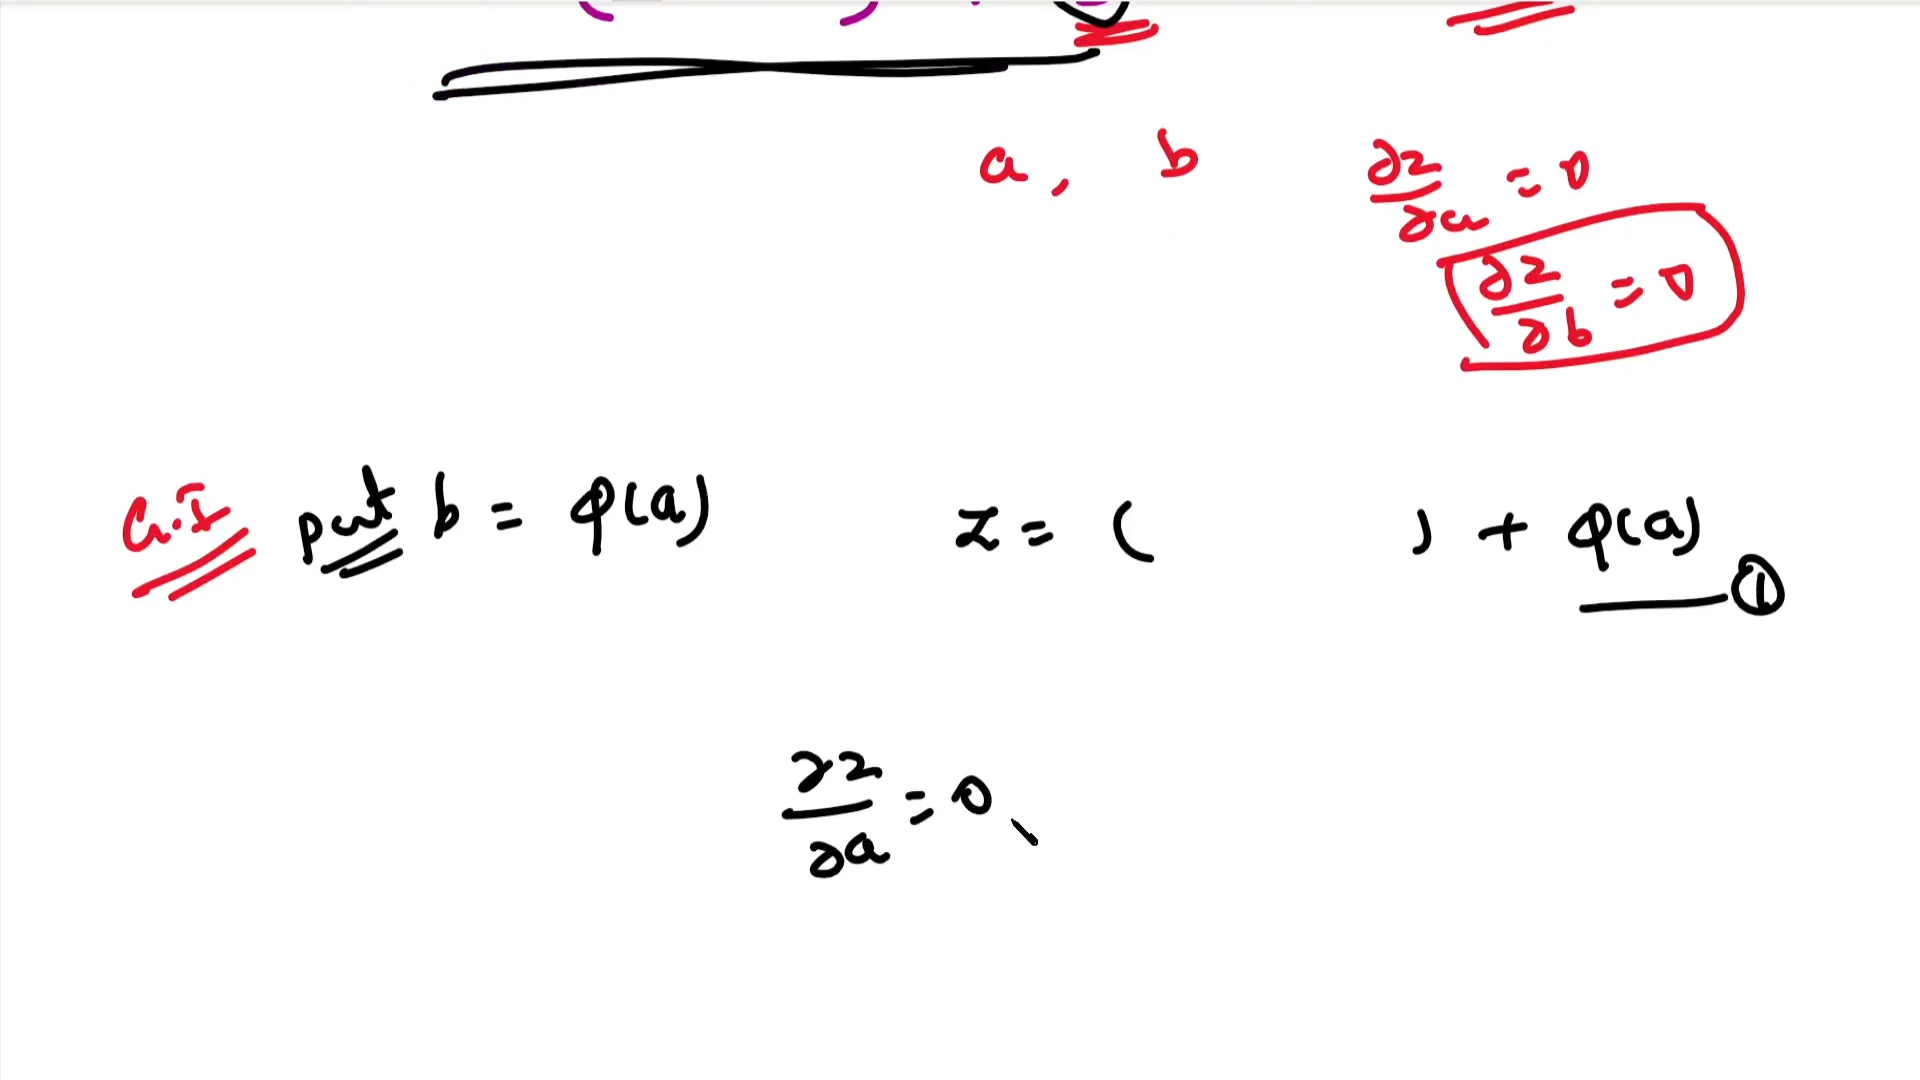 a , b
∂z/∂a = 0
∂z/∂b = 0
G.I put b = φ(a) z = ( ) + φ(a) ①
∂z/∂a = 0